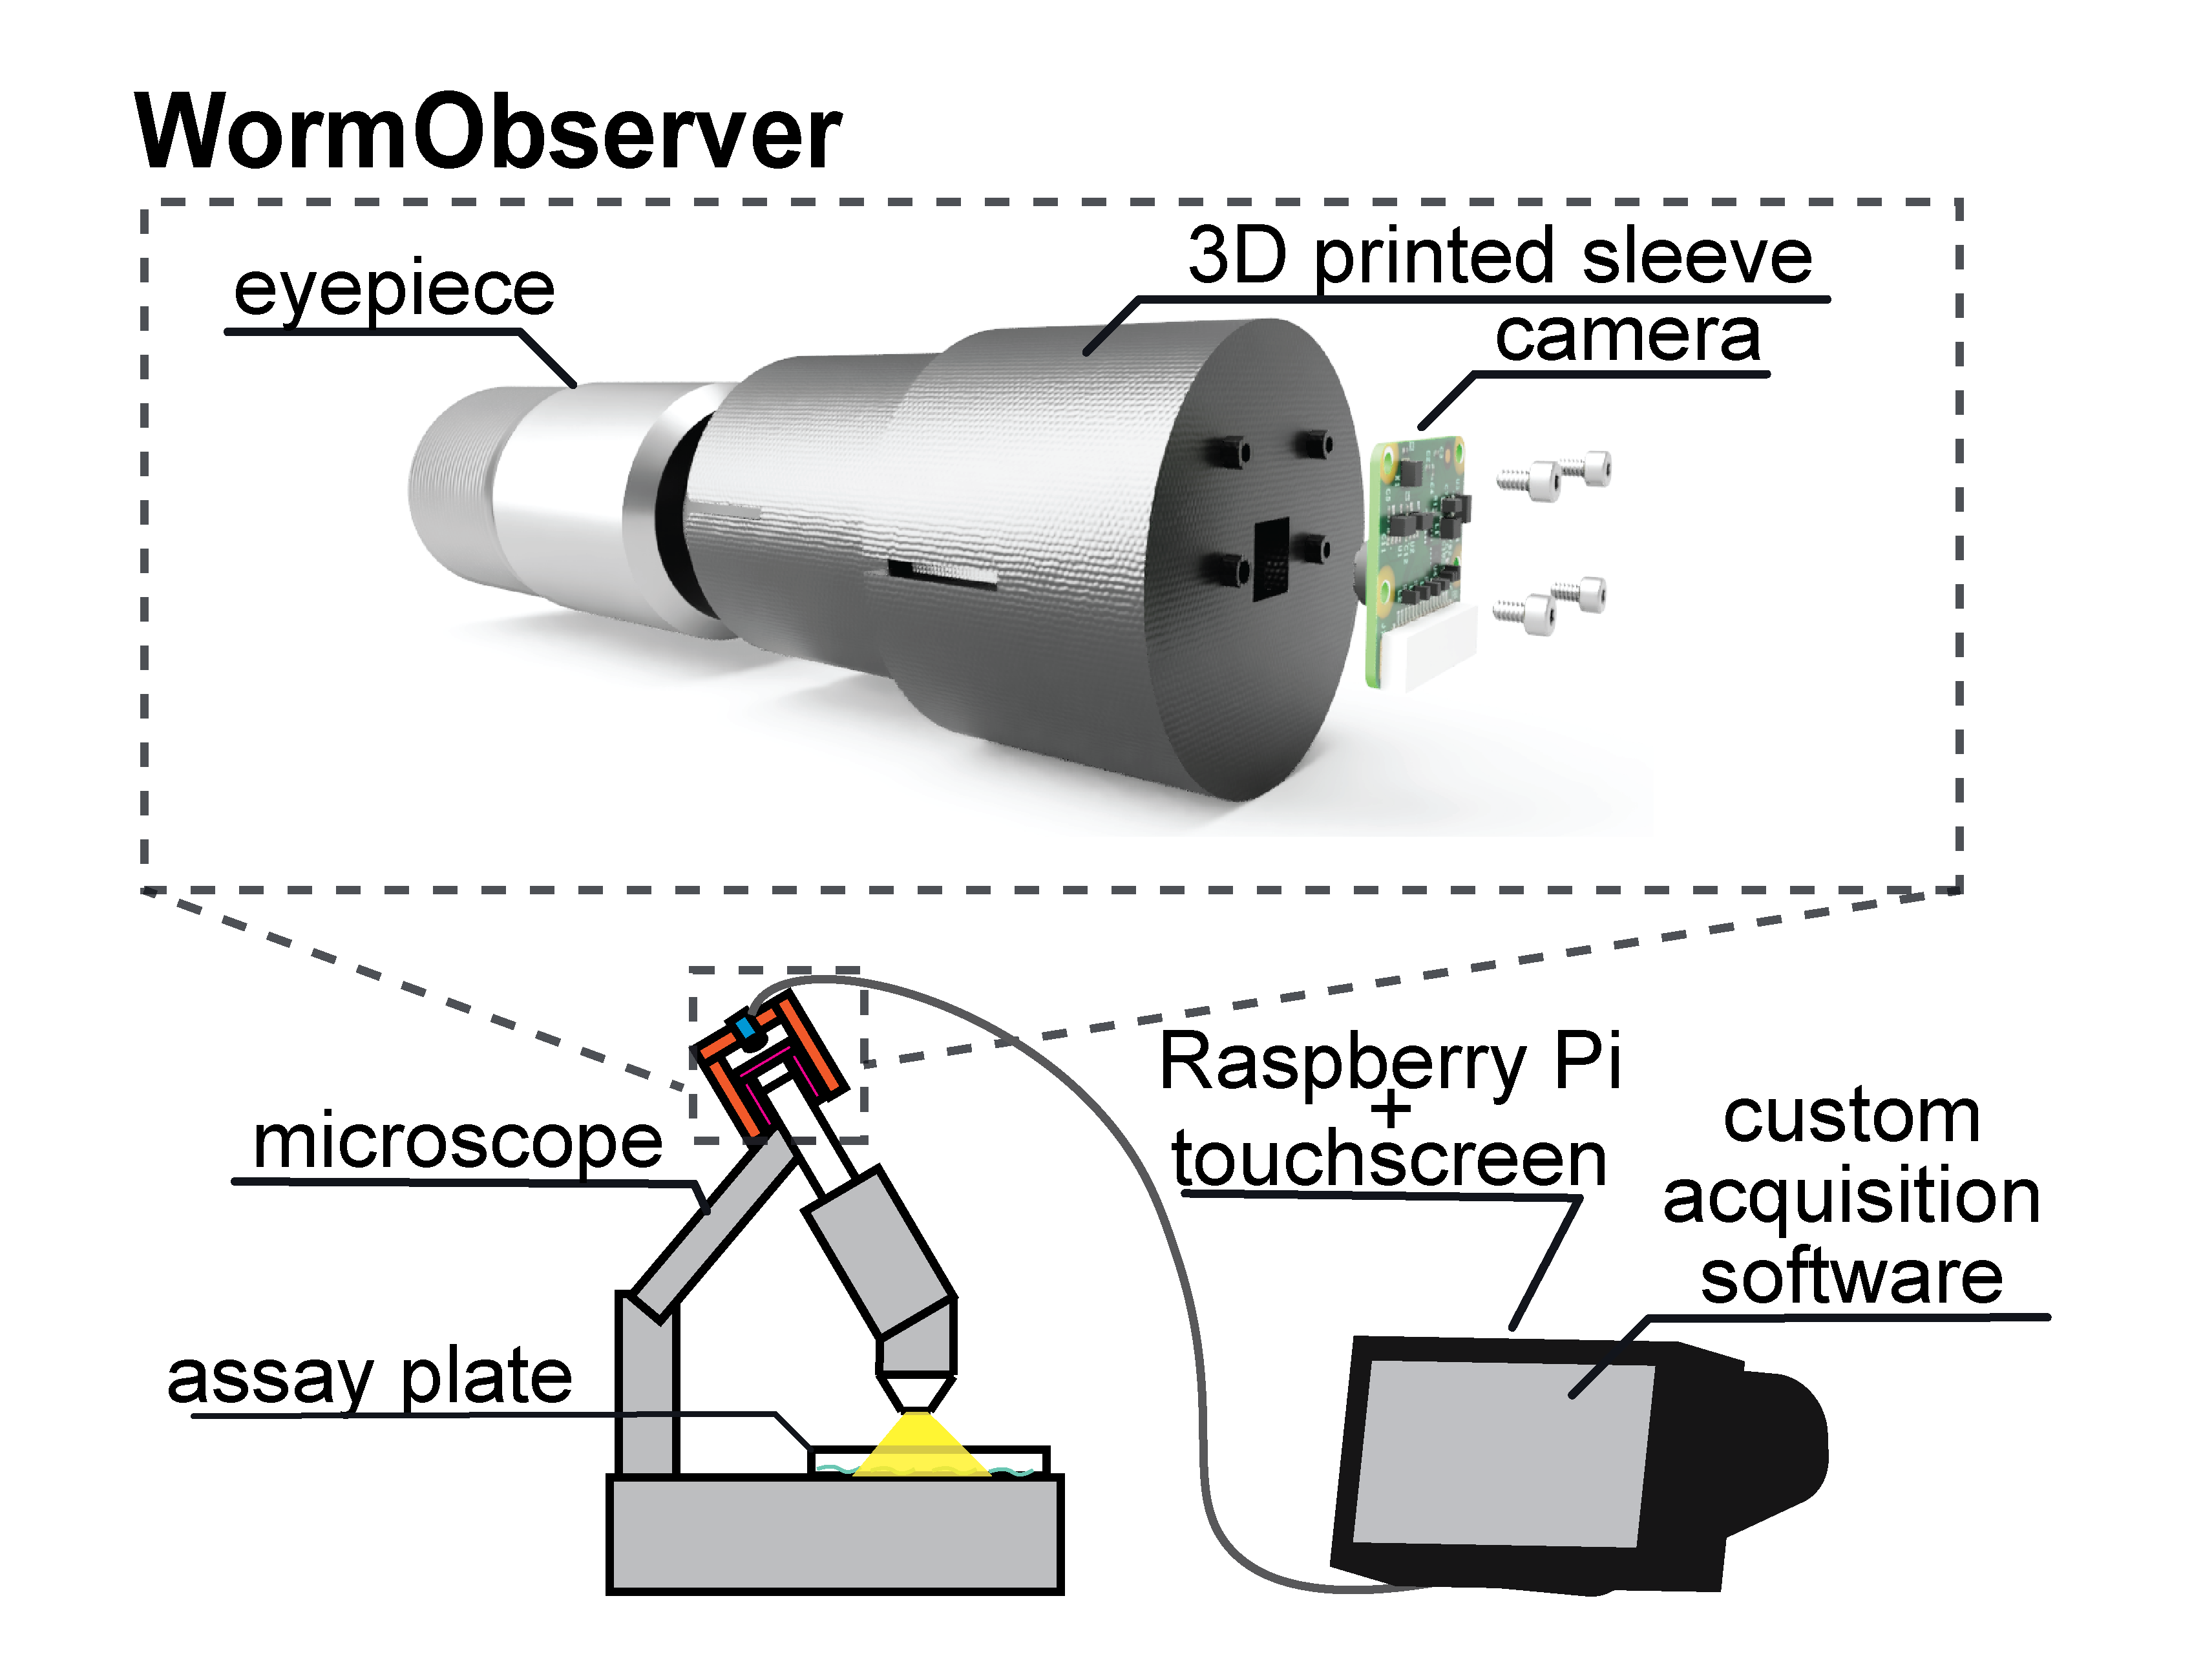 WormObserver
eyepiece
3D printed sleeve
camera
microscope
Raspberry Pi
+
touchscreen
custom
acquisition
software
assay plate